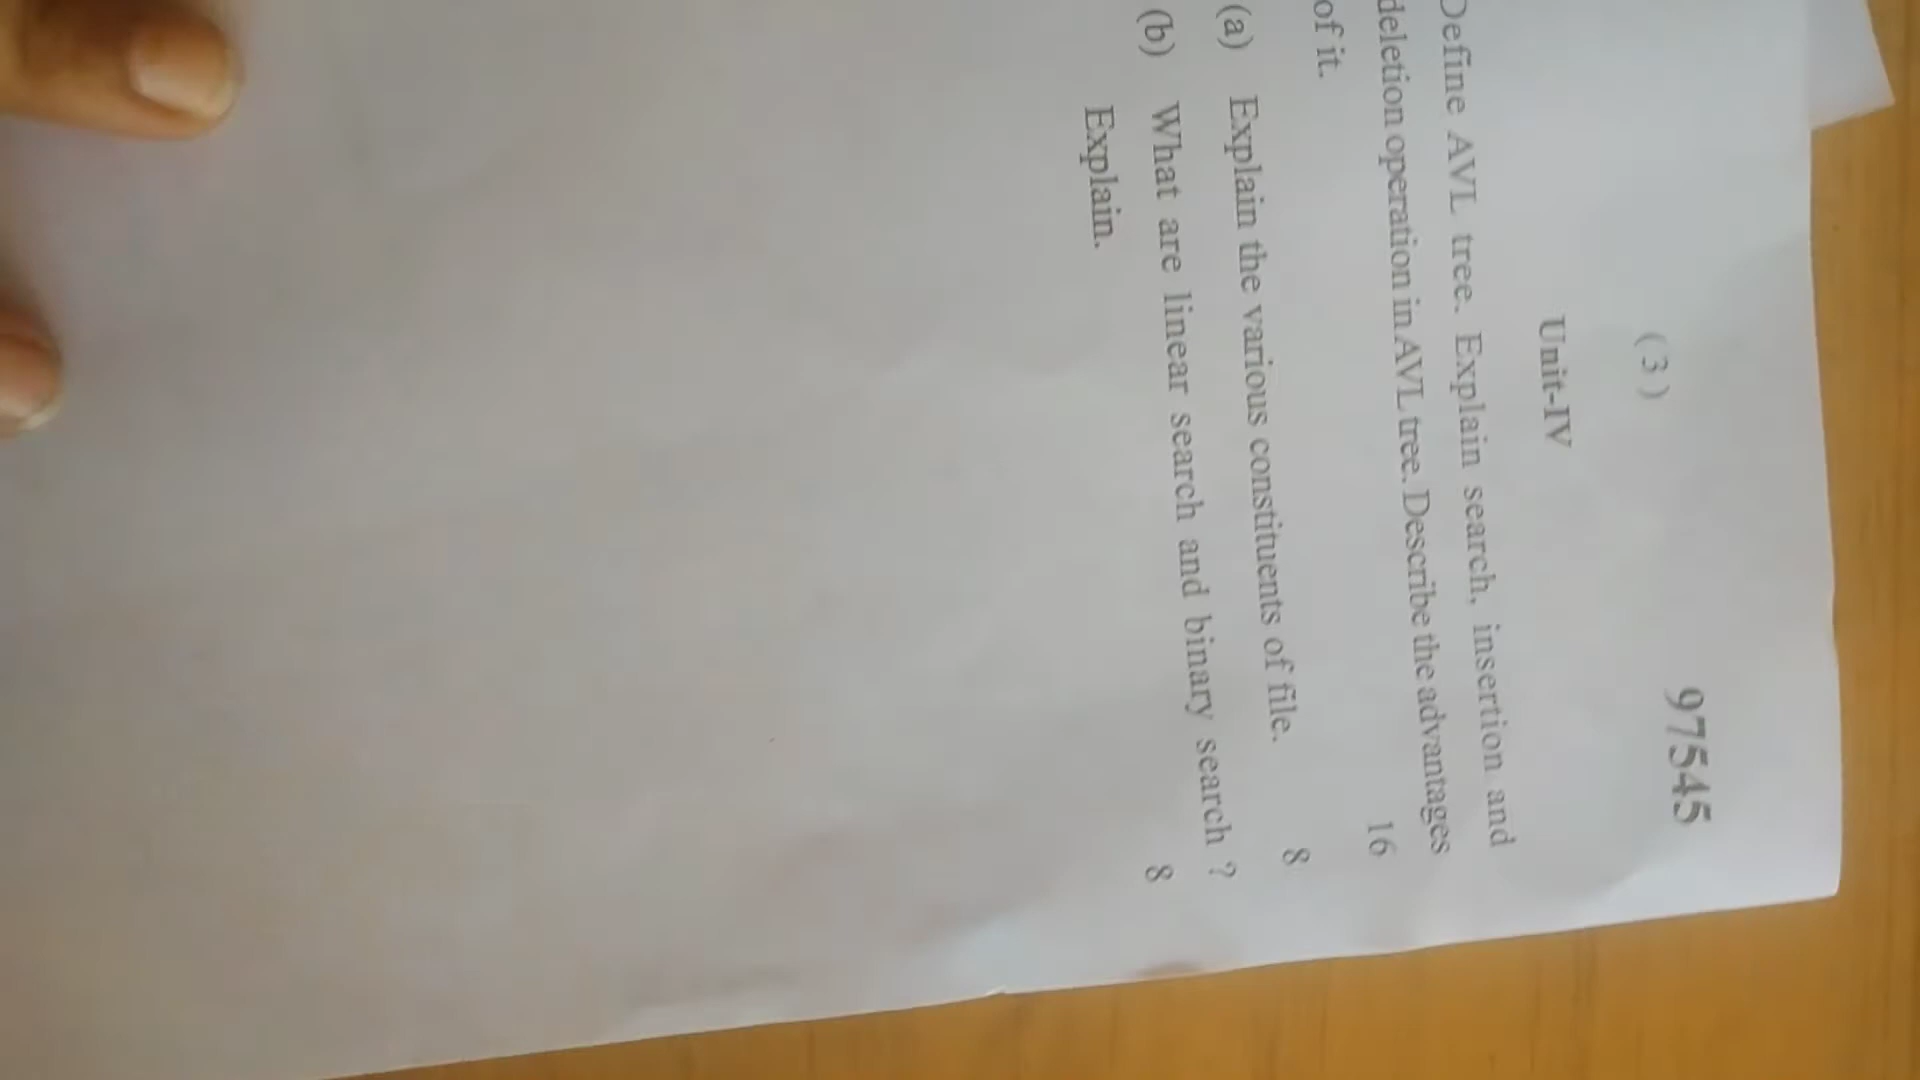 (3)
97545
Unit-IV
Define AVL tree. Explain search, insertion and
deletion operation in AVL tree. Describe the advantages
of it.
16
(a) Explain the various constituents of file.
8
(b) What are linear search and binary search ?
Explain.
8